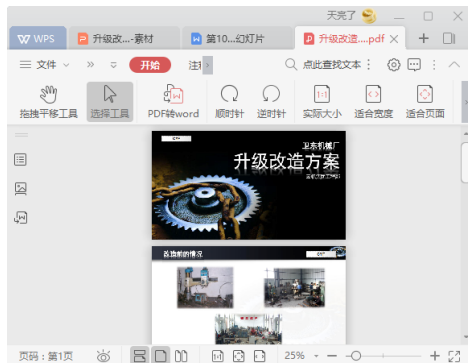 天亮了
WPS
升级改...-素材
第10...幻灯片
升级改造....pdf
文件
开始
点此查找文本
拖拽平移工具
选择工具
PDF转word
顺时针
逆时针
实际大小
适合宽度
适合页面
卫东机械厂
升级改造方案
改造前的情况
页码：第1页
1:1
25%